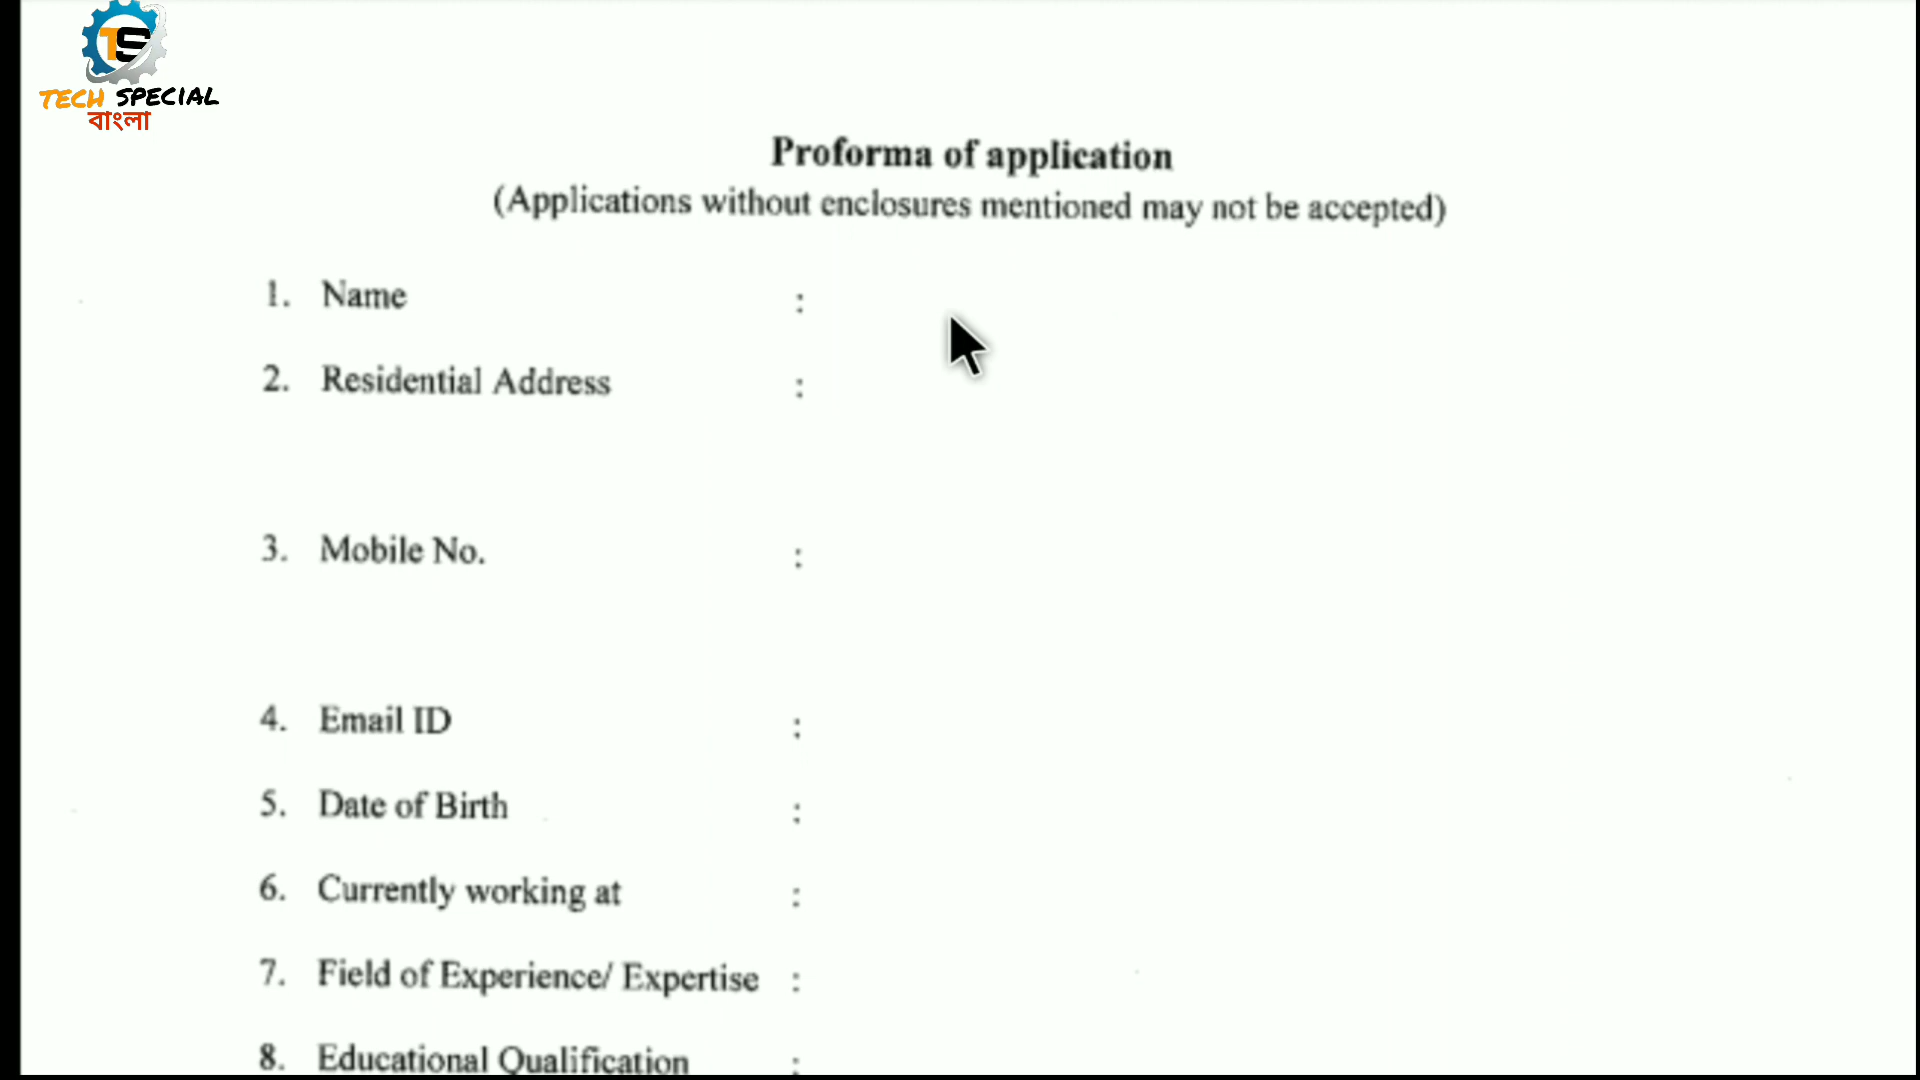 TS
TECH SPECIAL
বাংলা
Proforma of application
(Applications without enclosures mentioned may not be accepted)
1. Name :
2. Residential Address :
3. Mobile No. :
4. Email ID :
5. Date of Birth :
6. Currently working at :
7. Field of Experience/ Expertise :
8. Educational Qualification :